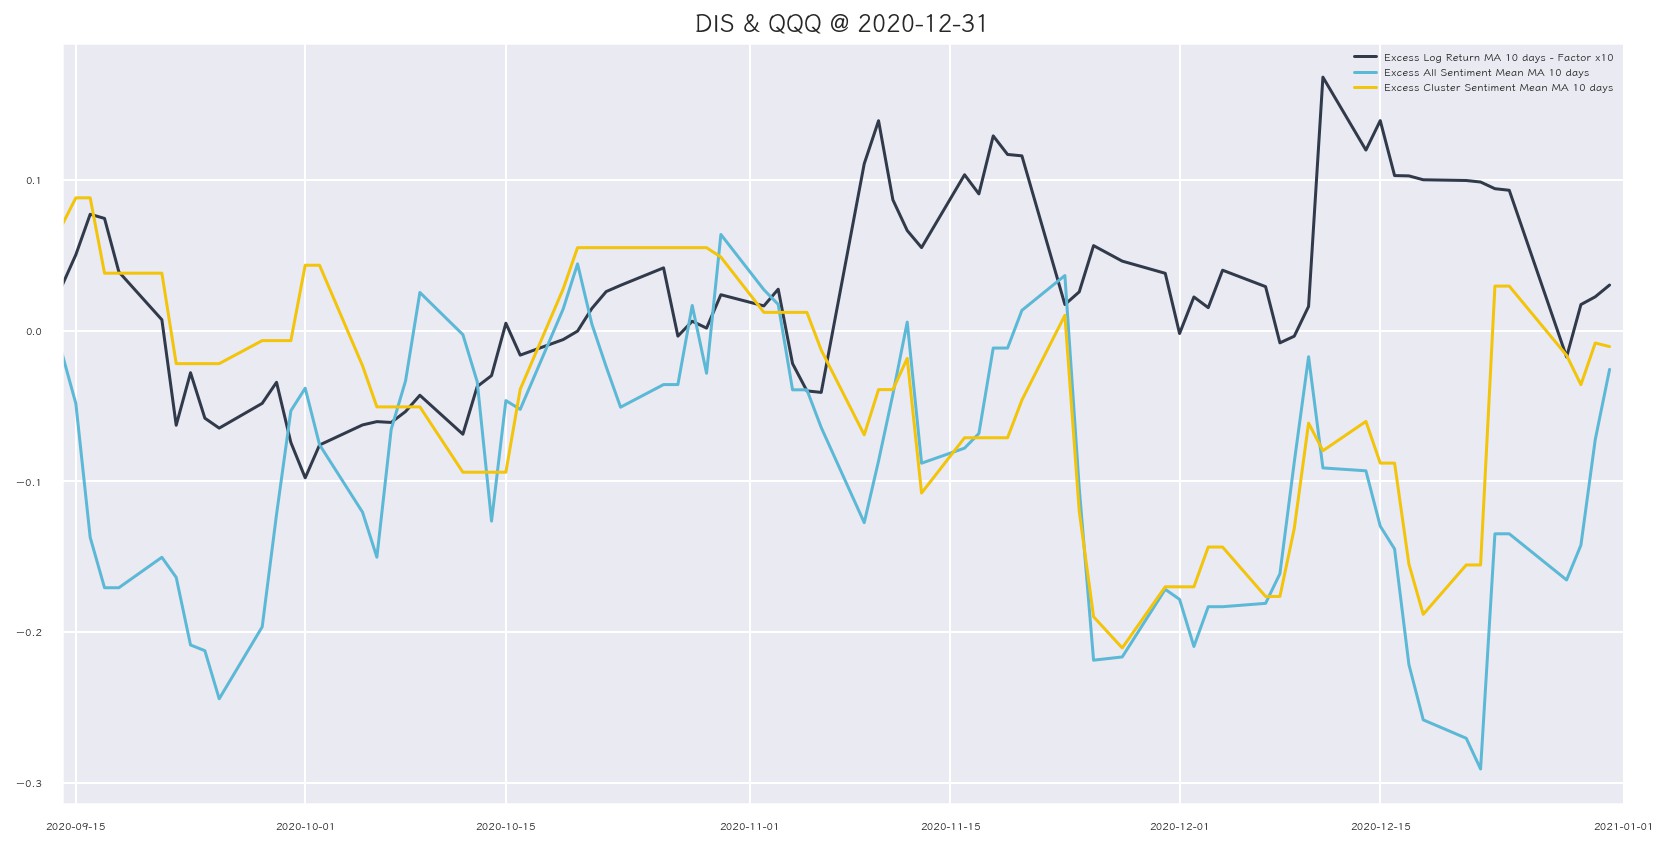 DIS & QQQ @ 2020-12-31
Excess Log Return MA 10 days - Factor x10
Excess All Sentiment Mean MA 10 days
Excess Cluster Sentiment Mean MA 10 days
0.1
0.0
−0.1
−0.2
−0.3
2020-09-15 2020-10-01 2020-10-15 2020-11-01 2020-11-15 2020-12-01 2020-12-15 2021-01-01